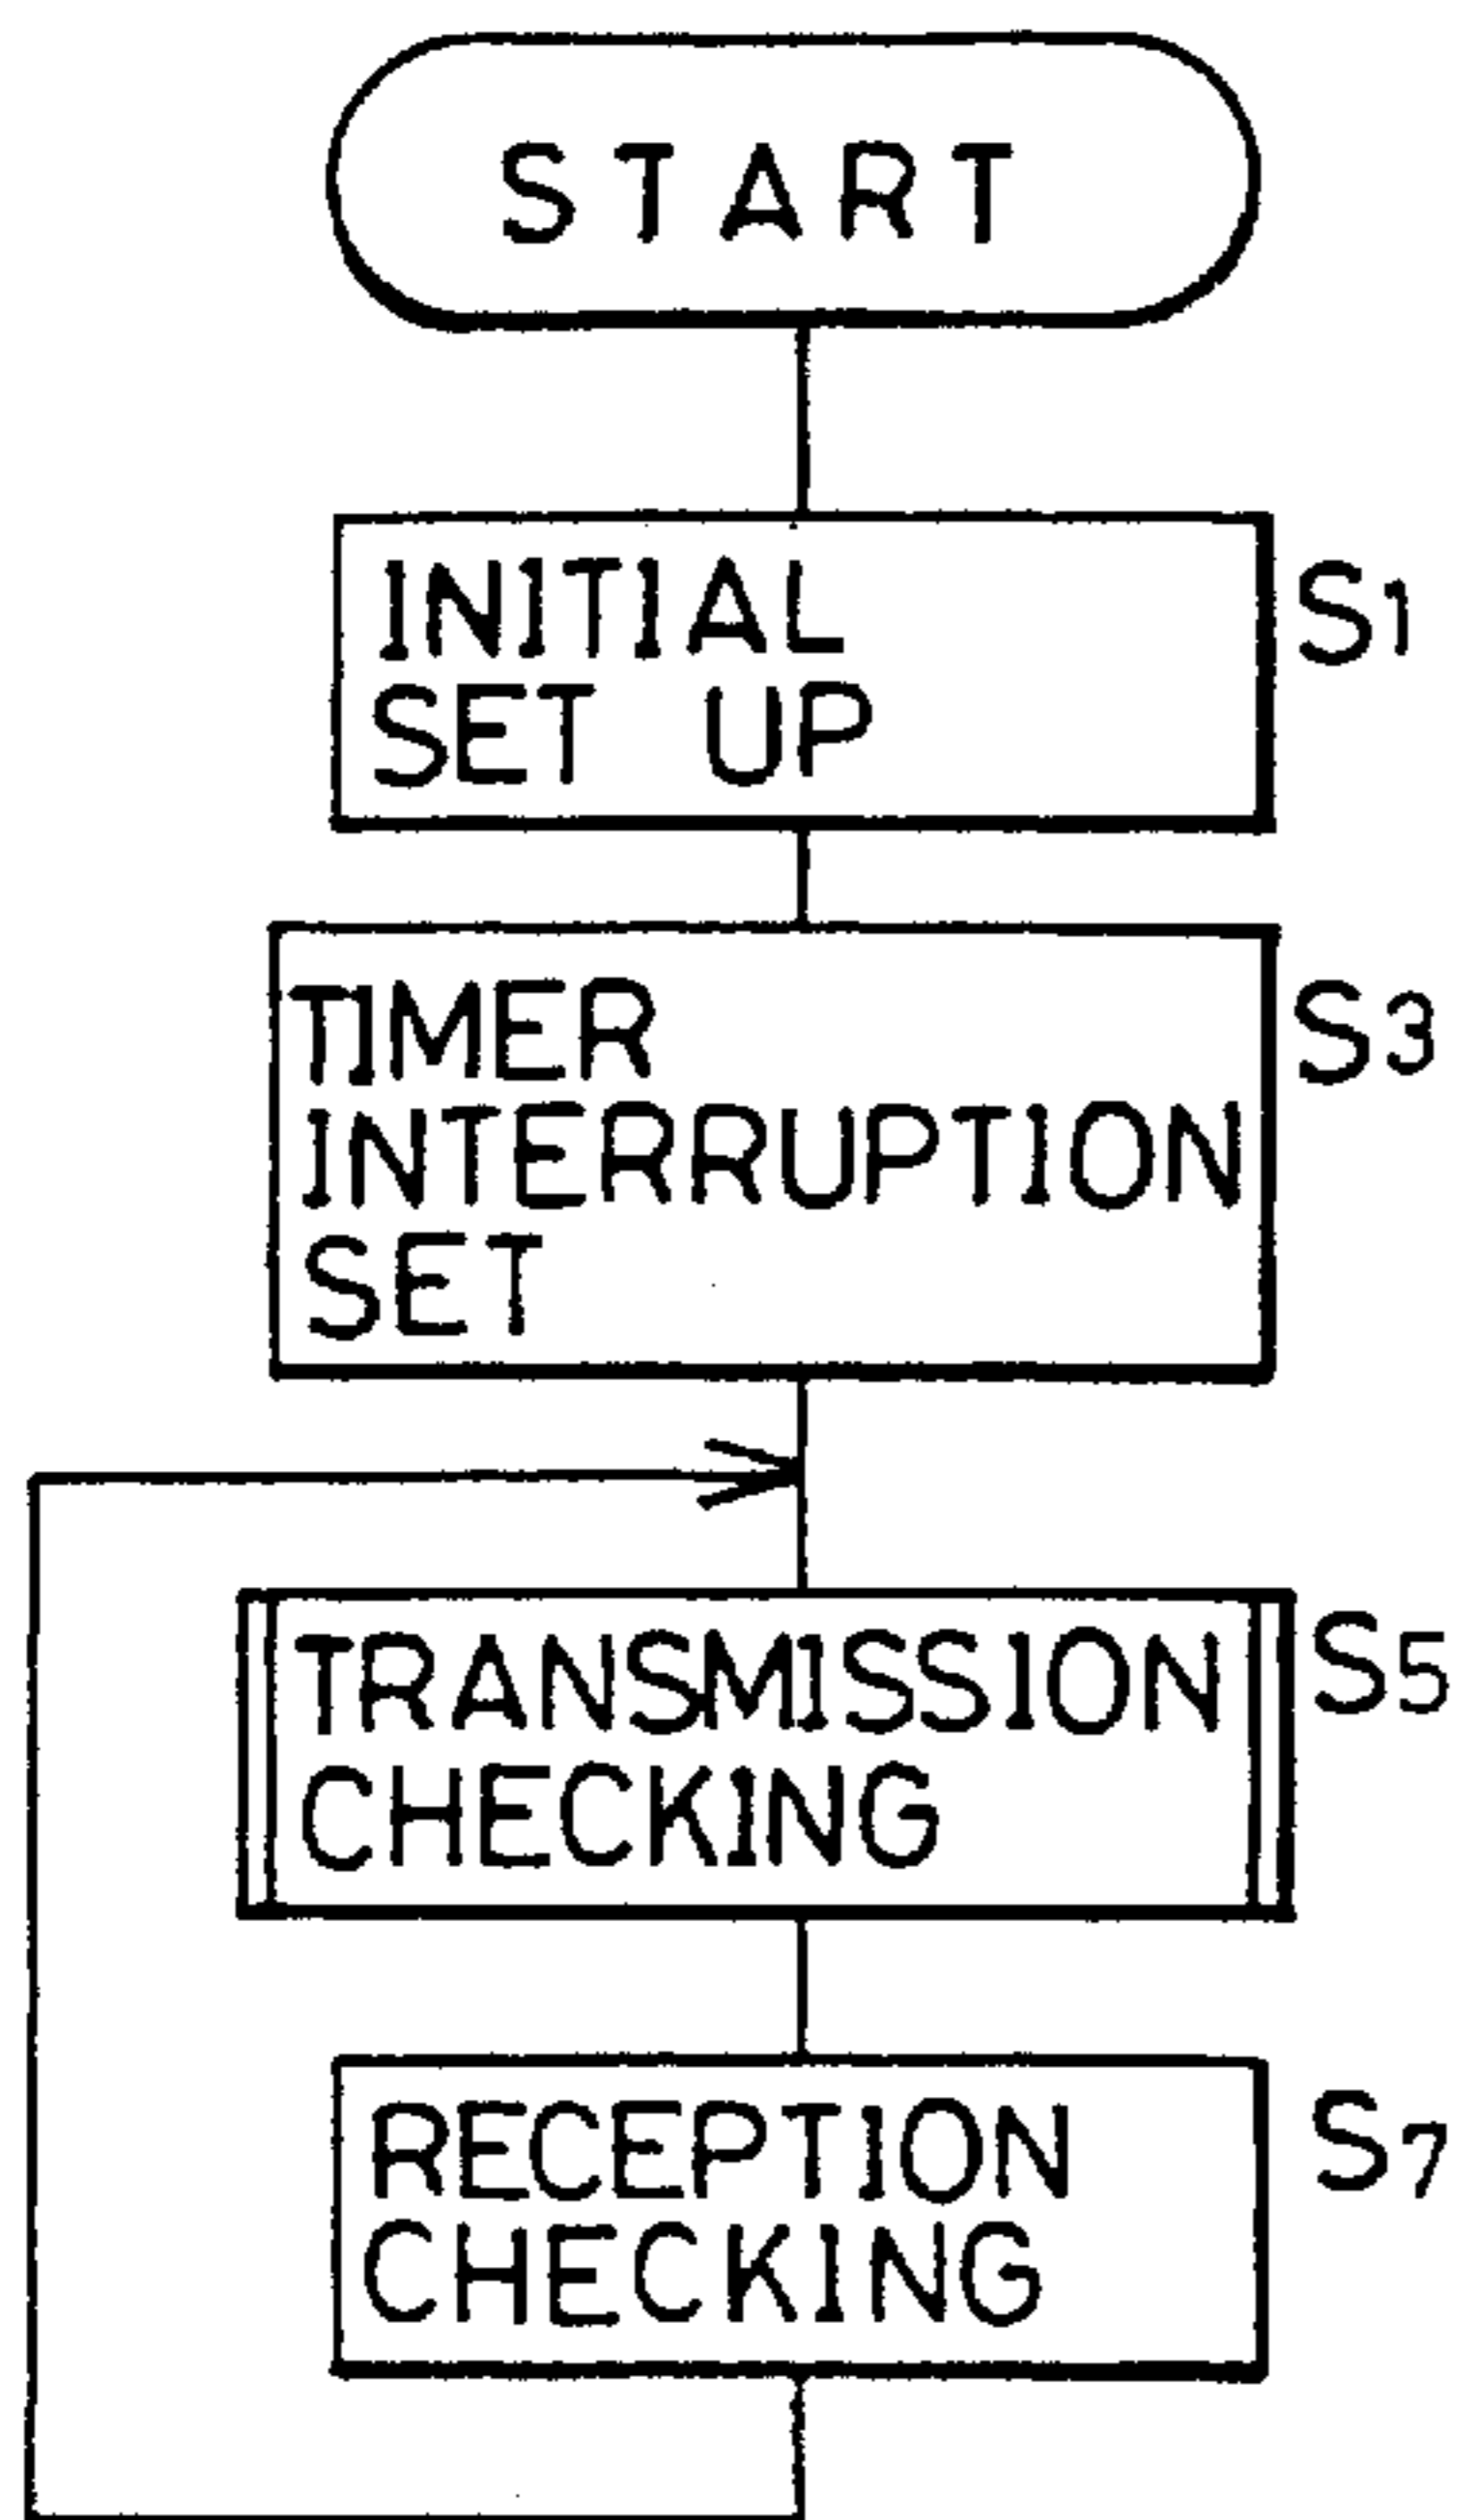 START
INITIAL
SET UP
S1
TIMER
INTERRUPTION
SET
S3
TRANSMISSION
CHECKING
S5
RECEPTION
CHECKING
S7